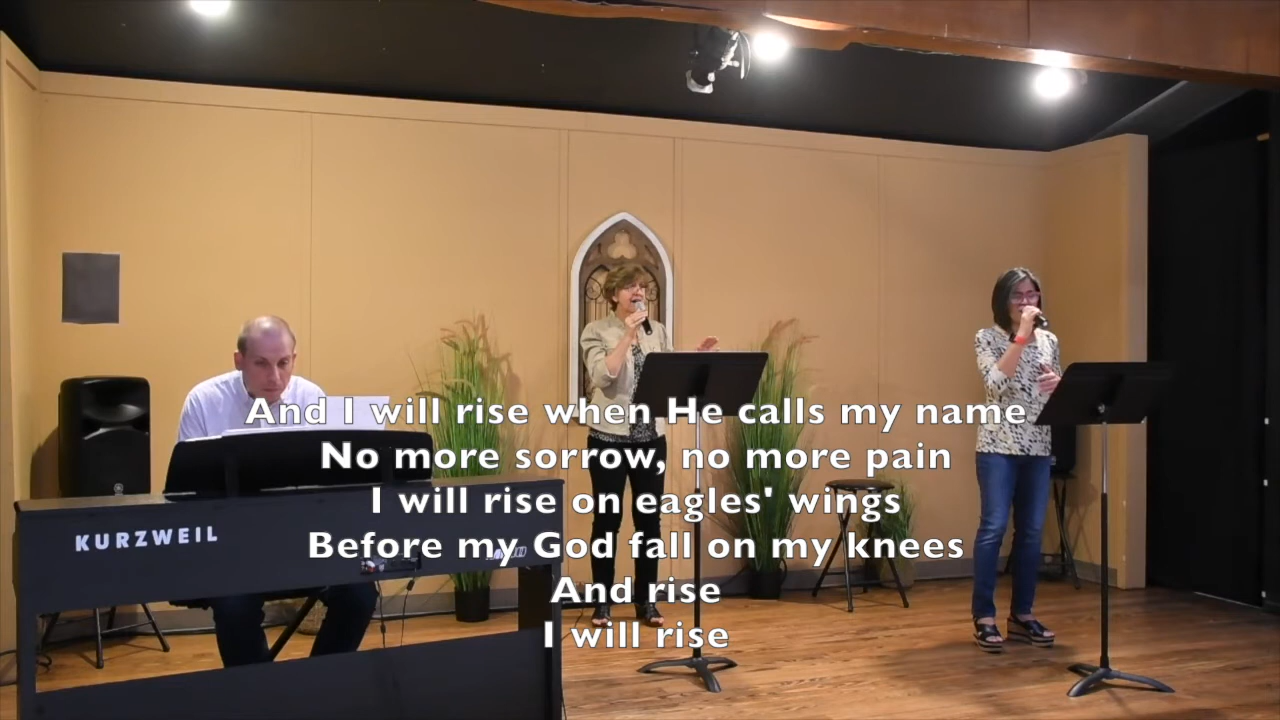 And I will rise when He calls my name
No more sorrow, no more pain
I will rise on eagles' wings
Before my God fall on my knees
And rise
I will rise
KURZWEIL